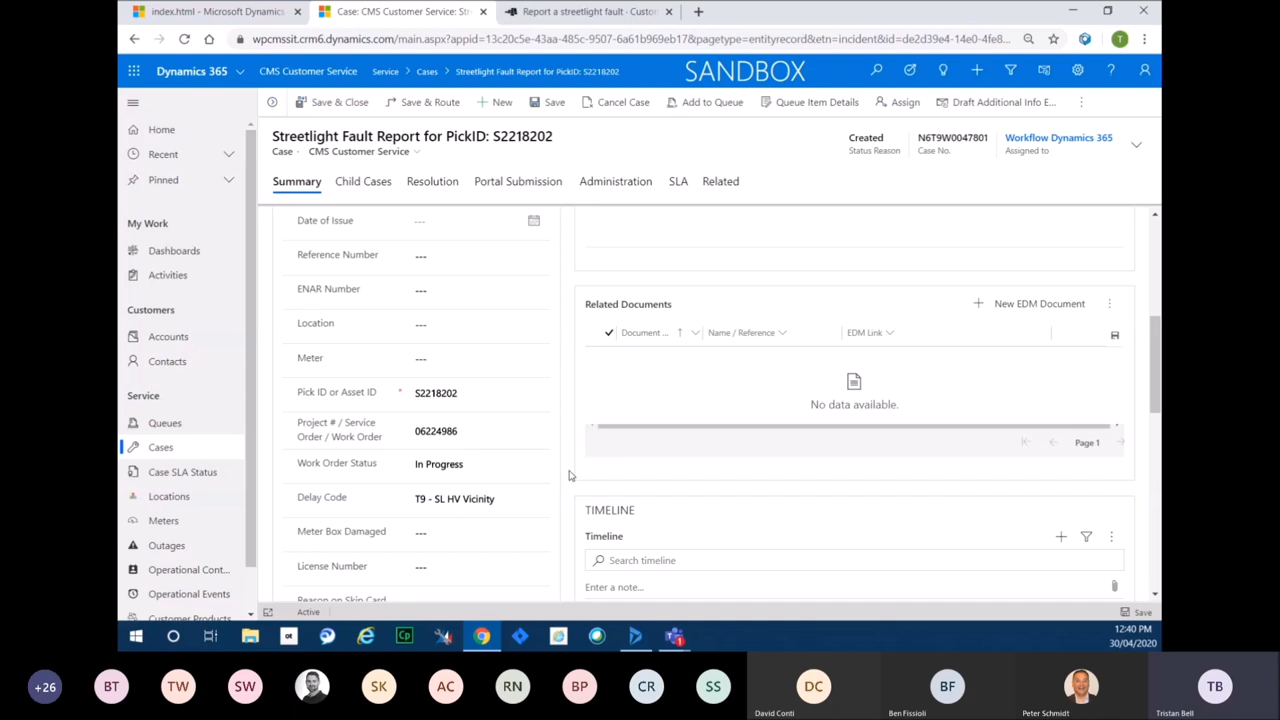 index.html - Microsoft Dynamics
Case: CMS Customer Service: Str
Report a streetlight fault · Custo
wpcmssit.crm6.dynamics.com/main.aspx?appid=13c20c5e-43aa-485c-9507-6a61b969eb17&pagetype=entityrecord&etn=incident&id=de2d39e4-14e0-4fe8...
Dynamics 365
CMS Customer Service
Service
Cases
Streetlight Fault Report for PickID: S2218202
SANDBOX
Save & Close
Save & Route
New
Save
Cancel Case
Add to Queue
Queue Item Details
Assign
Draft Additional Info E...
Home
Recent
Pinned
My Work
Dashboards
Activities
Customers
Accounts
Contacts
Service
Queues
Cases
Case SLA Status
Locations
Meters
Outages
Operational Cont...
Operational Events
Customer Products
Streetlight Fault Report for PickID: S2218202
Case · CMS Customer Service
Created
Status Reason
N6T9W0047801
Case No.
Workflow Dynamics 365
Assigned to
Summary
Child Cases
Resolution
Portal Submission
Administration
SLA
Related
Date of Issue ---
Reference Number ---
ENAR Number ---
Location ---
Meter ---
Pick ID or Asset ID * S2218202
Project # / Service
Order / Work Order
06224986
Work Order Status In Progress
Delay Code T9 - SL HV Vicinity
Meter Box Damaged ---
License Number ---
Reason on Skip Card
Related Documents
New EDM Document
Document ...
Name / Reference
EDM Link
No data available.
Page 1
TIMELINE
Timeline
Search timeline
Enter a note...
Active
Save
12:40 PM
30/04/2020
+26
BT
TW
SW
SK
AC
RN
BP
CR
SS
DC
David Conti
BF
Ben Fissioli
Peter Schmidt
TB
Tristan Bell